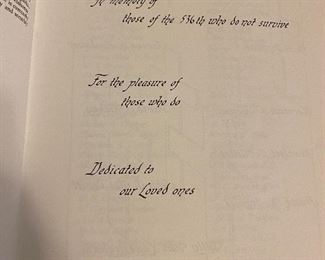 In memory of
those of the 536th who do not survive
For the pleasure of
those who do
Dedicated to
our Loved ones